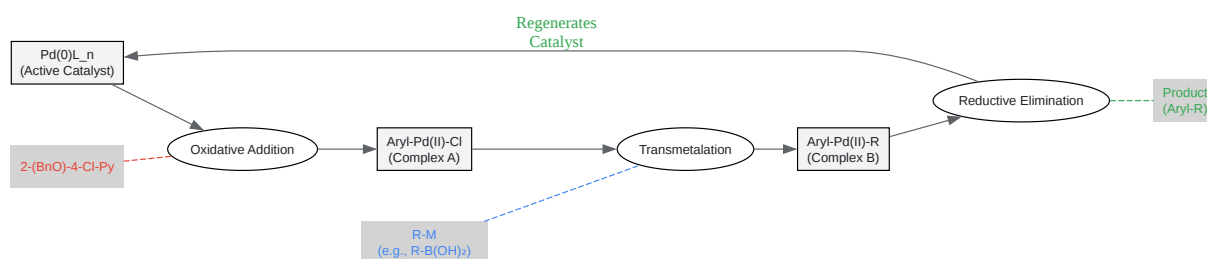 Regenerates
Catalyst
Pd(0)L_n
(Active Catalyst)
Reductive Elimination
Product
(Aryl-R)
Oxidative Addition
Aryl-Pd(II)-Cl
(Complex A)
Transmetalation
Aryl-Pd(II)-R
(Complex B)
2-(BnO)-4-Cl-Py
R-M
(e.g., R-B(OH)₂)